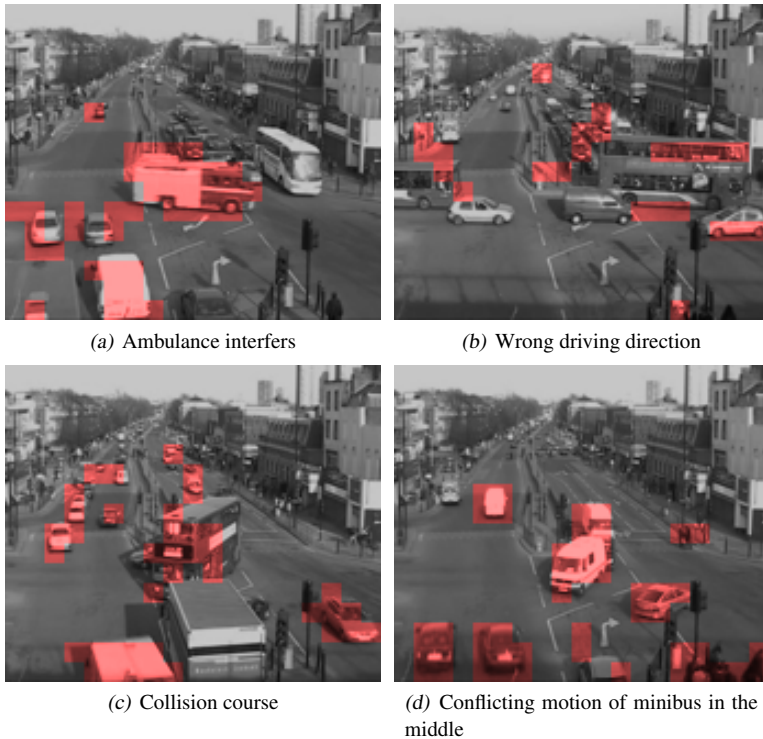 (a) Ambulance interfers
(b) Wrong driving direction
(c) Collision course
(d) Conflicting motion of minibus in the
middle